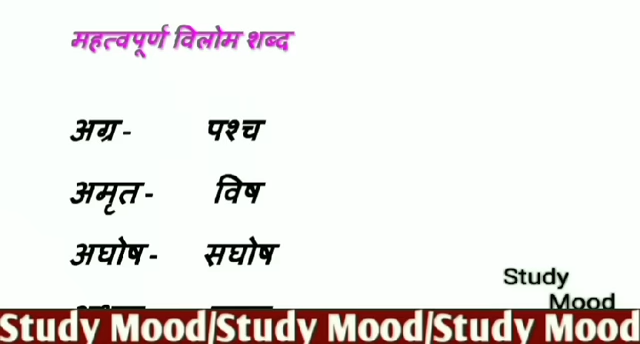 महत्वपूर्ण विलोम शब्द
अग्र - पश्च
अमृत - विष
अघोष - सघोष
Study
Mood
Study Mood/Study Mood/Study Mood